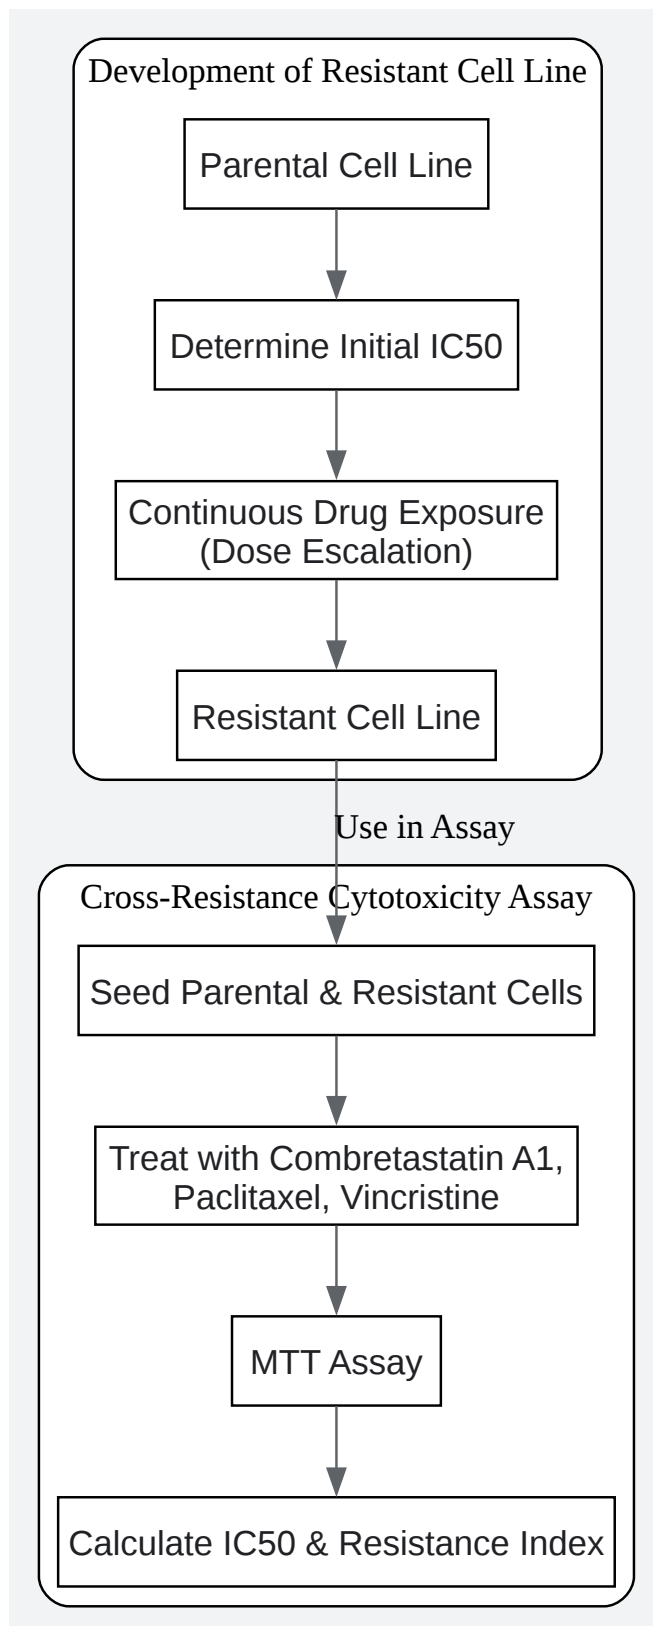 Development of Resistant Cell Line
Parental Cell Line
Determine Initial IC50
Continuous Drug Exposure
(Dose Escalation)
Resistant Cell Line
Use in Assay
Cross-Resistance Cytotoxicity Assay
Seed Parental & Resistant Cells
Treat with Combretastatin A1,
Paclitaxel, Vincristine
MTT Assay
Calculate IC50 & Resistance Index